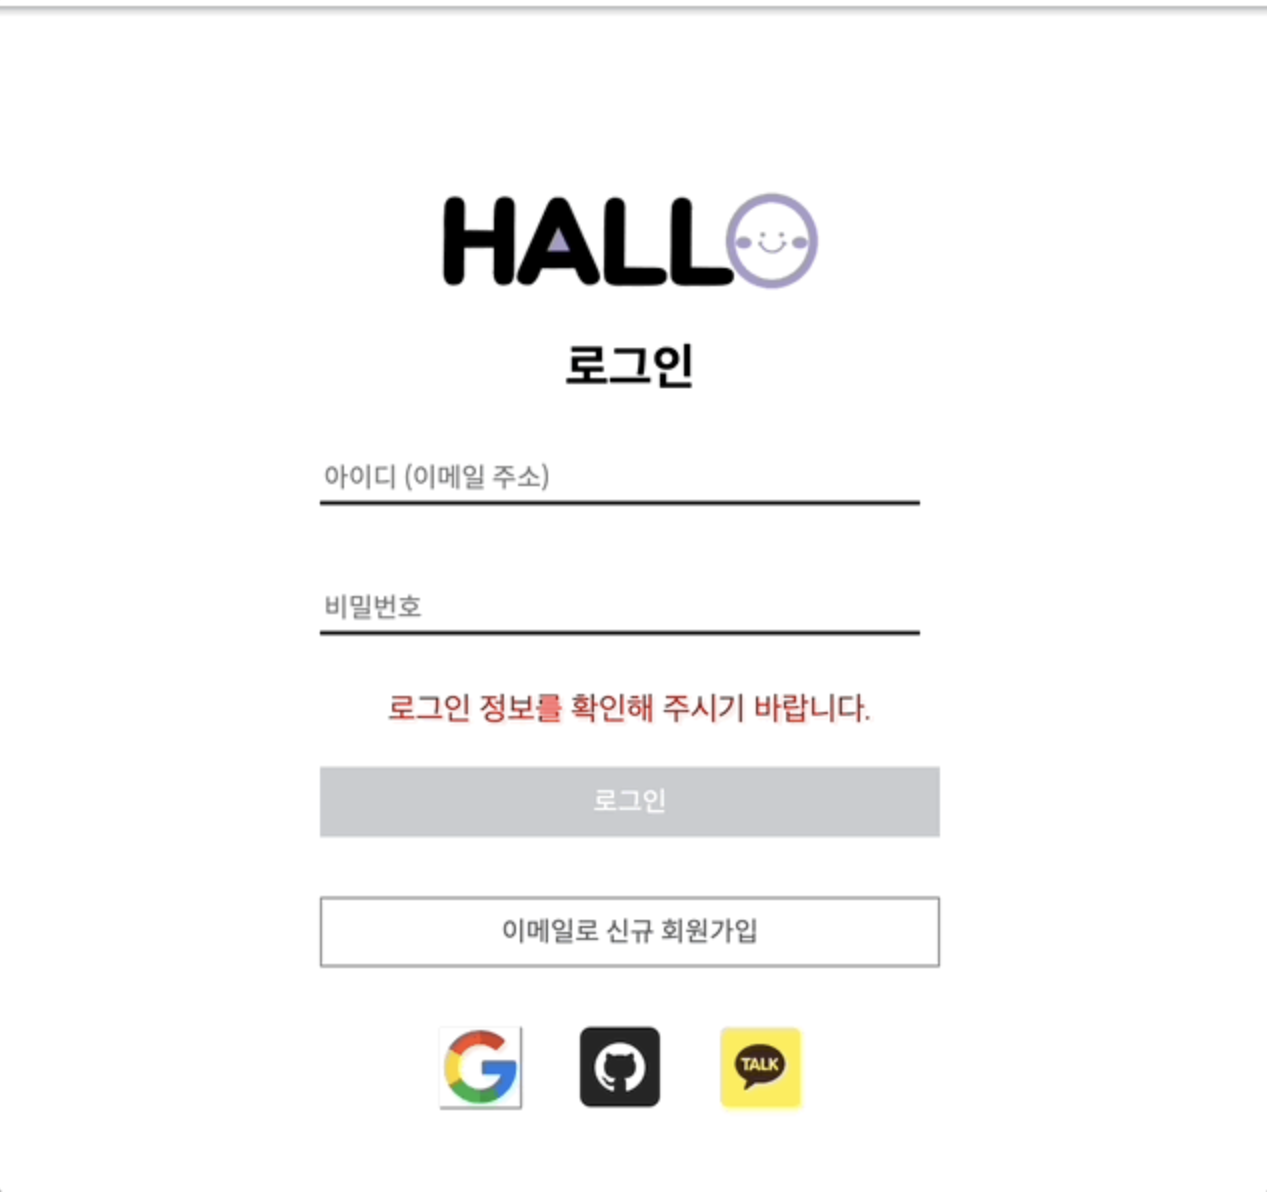 HALLO
로그인
아이디 (이메일 주소)
비밀번호
로그인 정보를 확인해 주시기 바랍니다.
로그인
이메일로 신규 회원가입
G
TALK